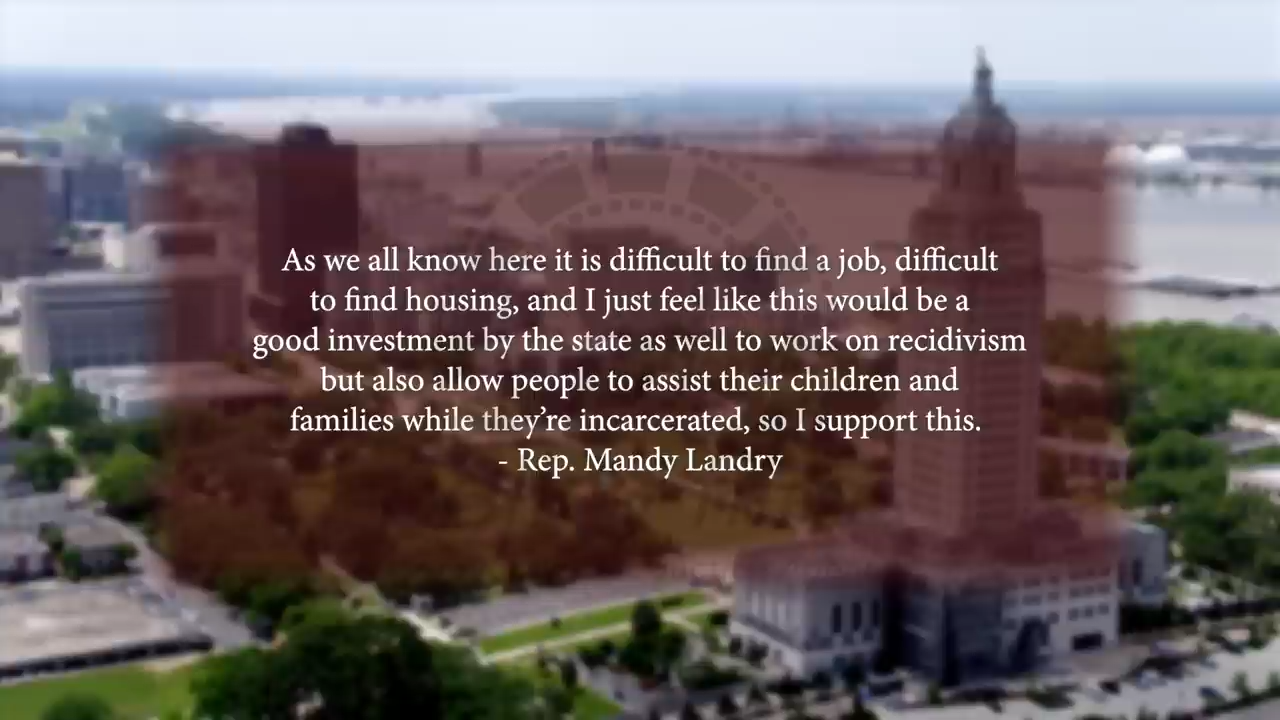 As we all know here it is difficult to find a job, difficult
to find housing, and I just feel like this would be a
good investment by the state as well to work on recidivism
but also allow people to assist their children and
families while they’re incarcerated, so I support this.
- Rep. Mandy Landry